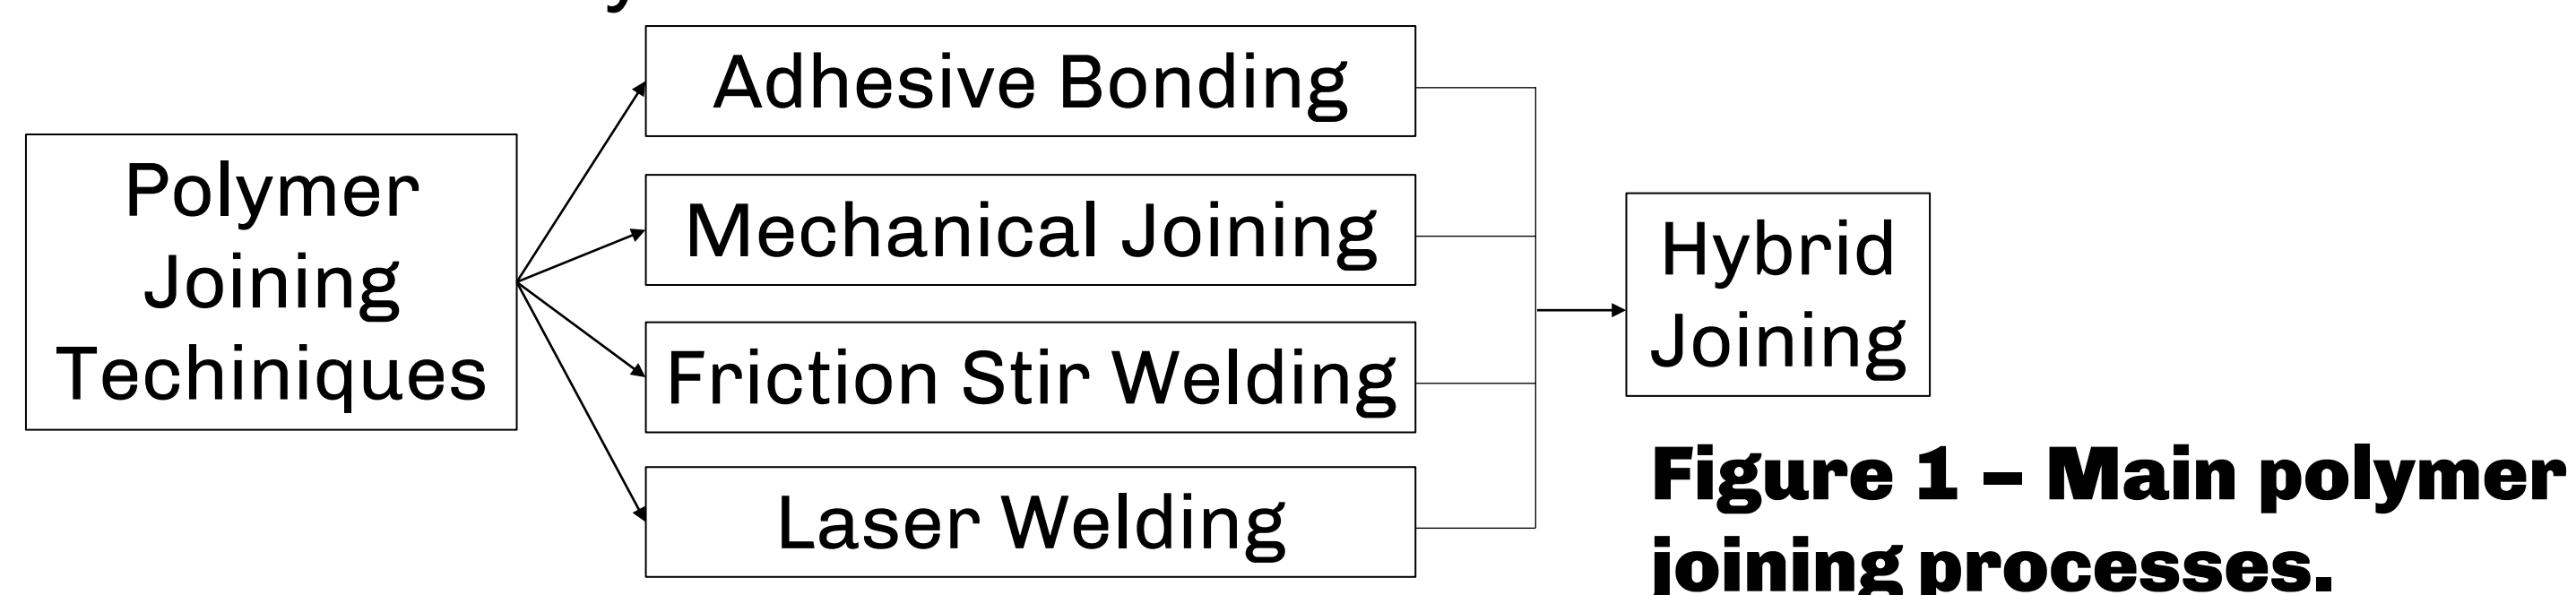 Adhesive Bonding
Polymer
Joining
Techiniques
Mechanical Joining
Friction Stir Welding
Laser Welding
Hybrid
Joining
Figure 1 – Main polymer
joining processes.